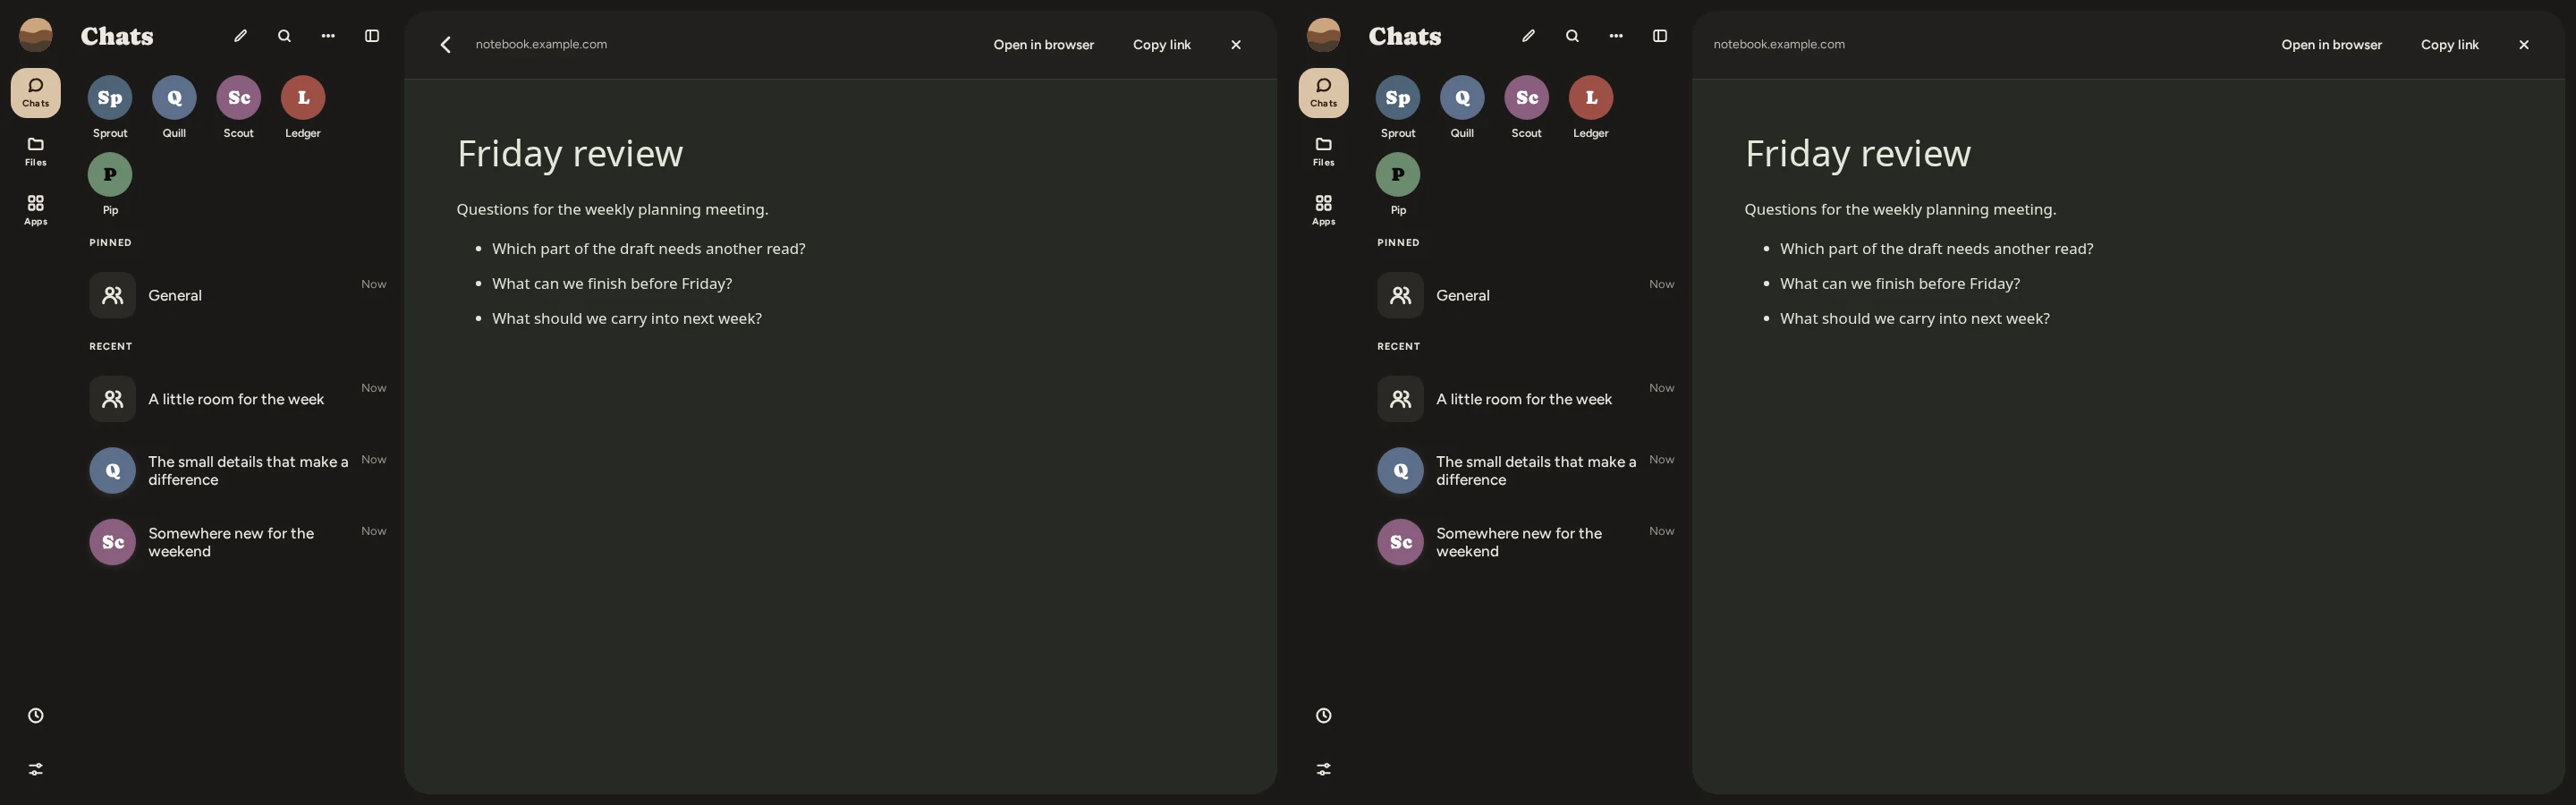 Chats
notebook.example.com
Open in browser
Copy link
Chats
Files
Apps
Sp
Q
Sc
L
Sprout
Quill
Scout
Ledger
P
Pip
PINNED
General
Now
RECENT
A little room for the week
Now
Q
The small details that make a
difference
Now
Sc
Somewhere new for the
weekend
Now
Friday review
Questions for the weekly planning meeting.
• Which part of the draft needs another read?
• What can we finish before Friday?
• What should we carry into next week?
Chats
notebook.example.com
Open in browser
Copy link
Chats
Files
Apps
Sp
Q
Sc
L
Sprout
Quill
Scout
Ledger
P
Pip
PINNED
General
Now
RECENT
A little room for the week
Now
Q
The small details that make a
difference
Now
Sc
Somewhere new for the
weekend
Now
Friday review
Questions for the weekly planning meeting.
• Which part of the draft needs another read?
• What can we finish before Friday?
• What should we carry into next week?